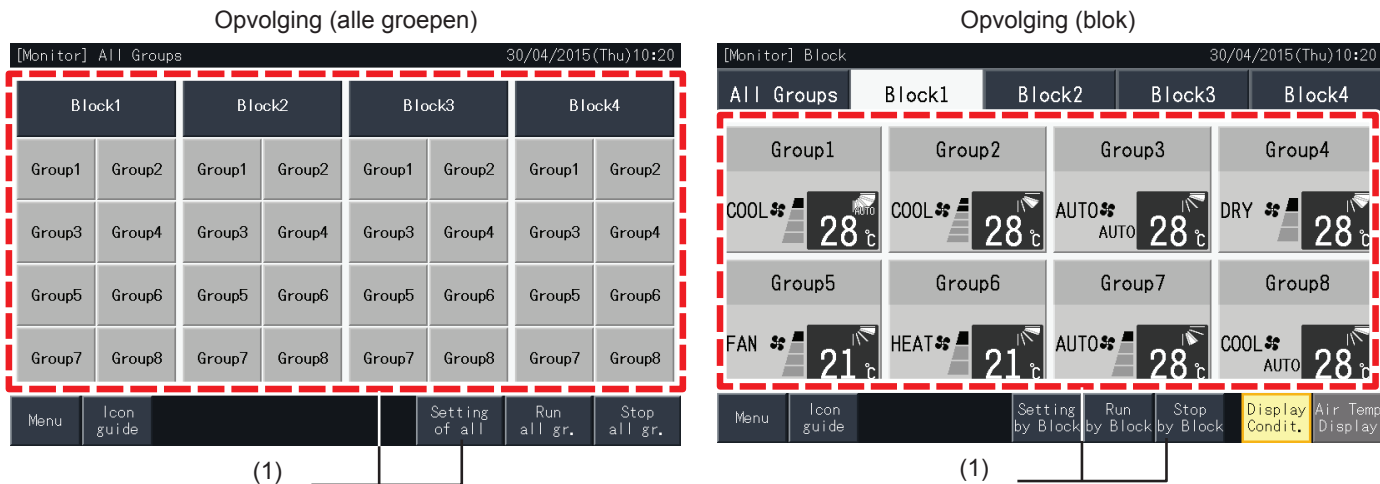 Opvolging (alle groepen)
[Monitor] All Groups 30/04/2015(Thu)10:20
Block1 Block2 Block3 Block4
Group1 Group2 Group1 Group2 Group1 Group2 Group1 Group2
Group3 Group4 Group3 Group4 Group3 Group4 Group3 Group4
Group5 Group6 Group5 Group6 Group5 Group6 Group5 Group6
Group7 Group8 Group7 Group8 Group7 Group8 Group7 Group8
Menu Icon guide Setting of all Run all gr. Stop all gr.
(1)
Opvolging (blok)
[Monitor] Block 30/04/2015(Thu)10:20
All Groups Block1 Block2 Block3 Block4
Group1 Group2 Group3 Group4
COOL AUTO 28℃ COOL 28℃ AUTO AUTO 28℃ DRY 28℃
Group5 Group6 Group7 Group8
FAN 21℃ HEAT 21℃ AUTO 28℃ COOL AUTO 28℃
Menu Icon guide Setting by Block Run by Block Stop by Block Display Condit. Air Temp Display
(1)